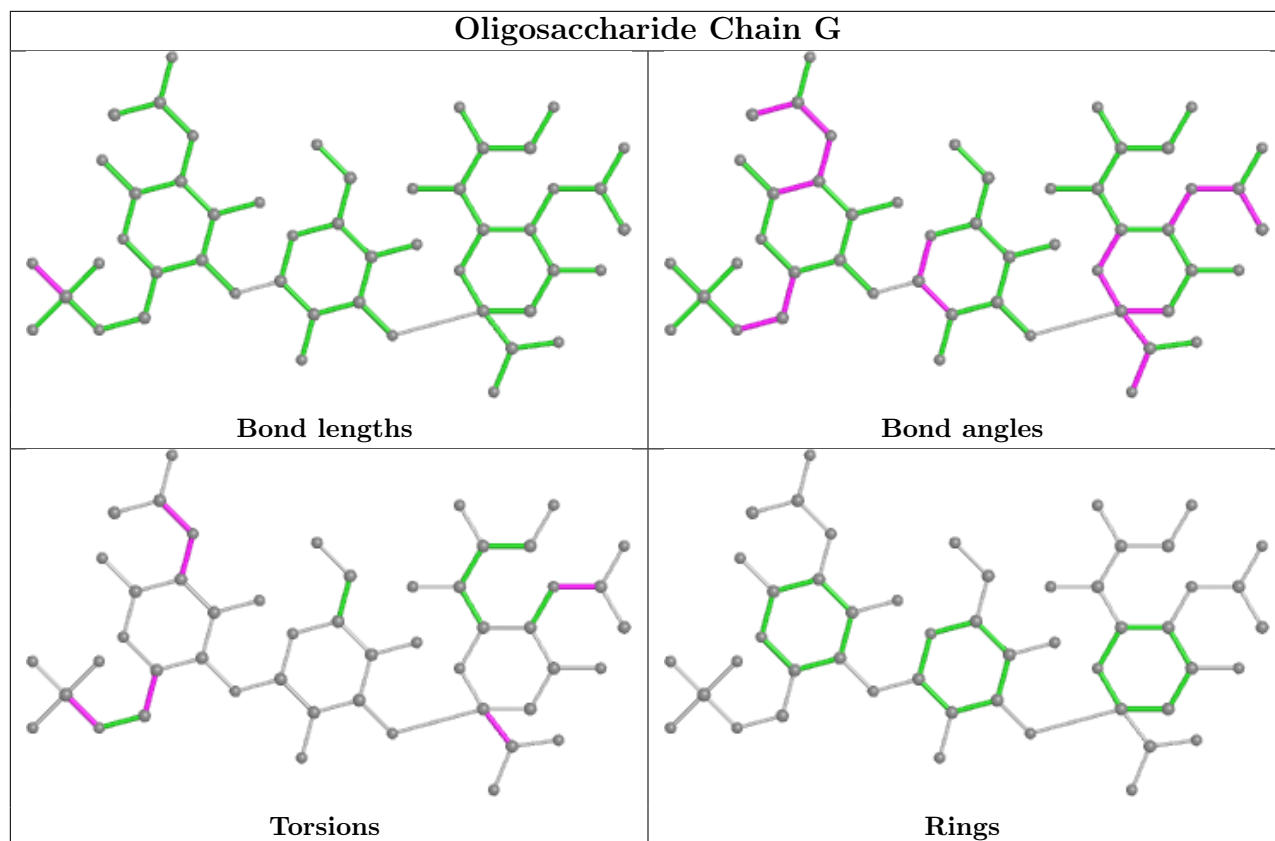 Oligosaccharide Chain G
Bond lengths
Bond angles
Torsions
Rings